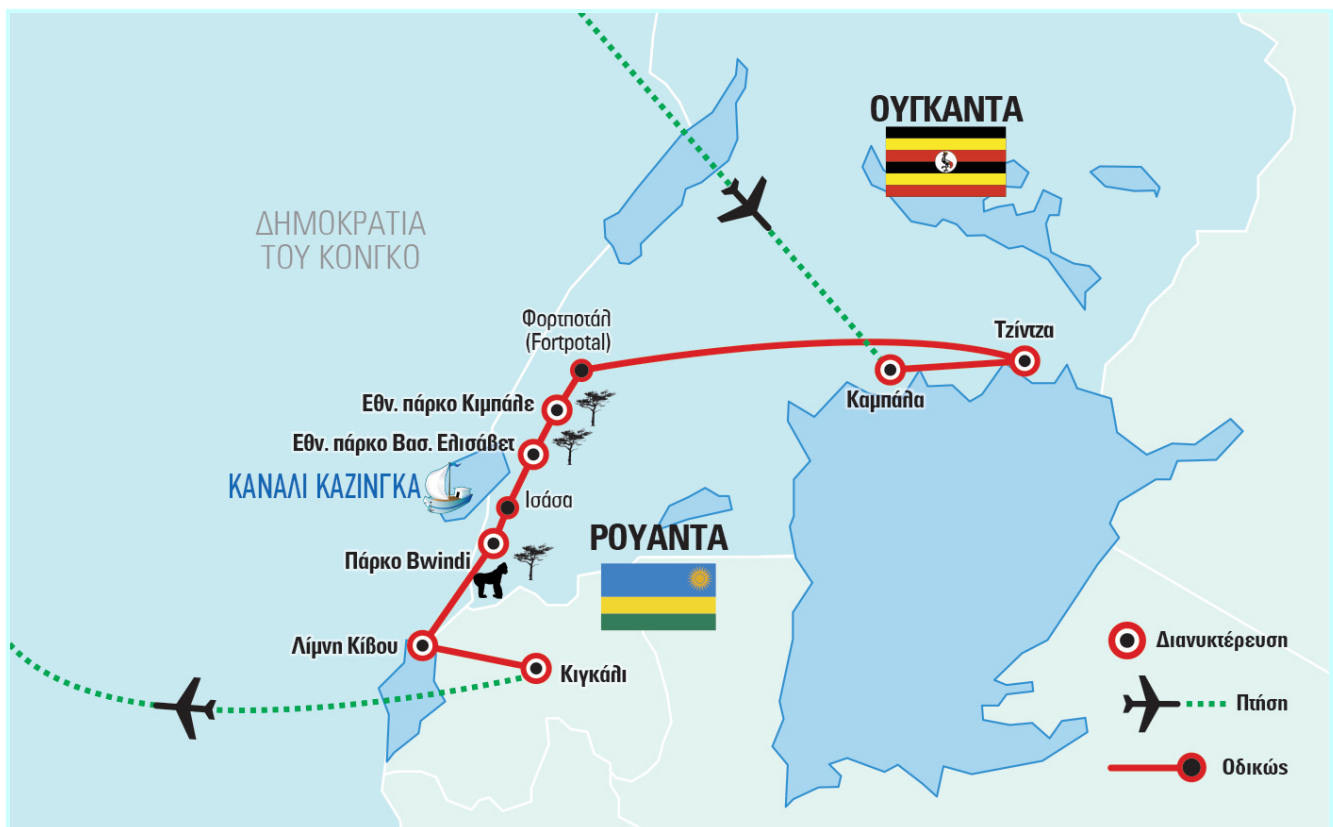 ΟΥΓΚΑΝΤΑ
ΔΗΜΟΚΡΑΤΙΑ
ΤΟΥ ΚΟΝΓΚΟ
Φορτποτάλ
(Fortpotal)
Τζίντζα
Καμπάλα
Εθν. πάρκο Κιμπάλε
Εθν. πάρκο Βασ. Ελισάβετ
ΚΑΝΑΛΙ ΚΑΖΙΝΓΚΑ
Ισάσα
ΡΟΥΑΝΤΑ
Πάρκο Bwindi
Λίμνη Κίβου
Κιγκάλι
Διανυκτέρευση
Πτήση
Οδικώς